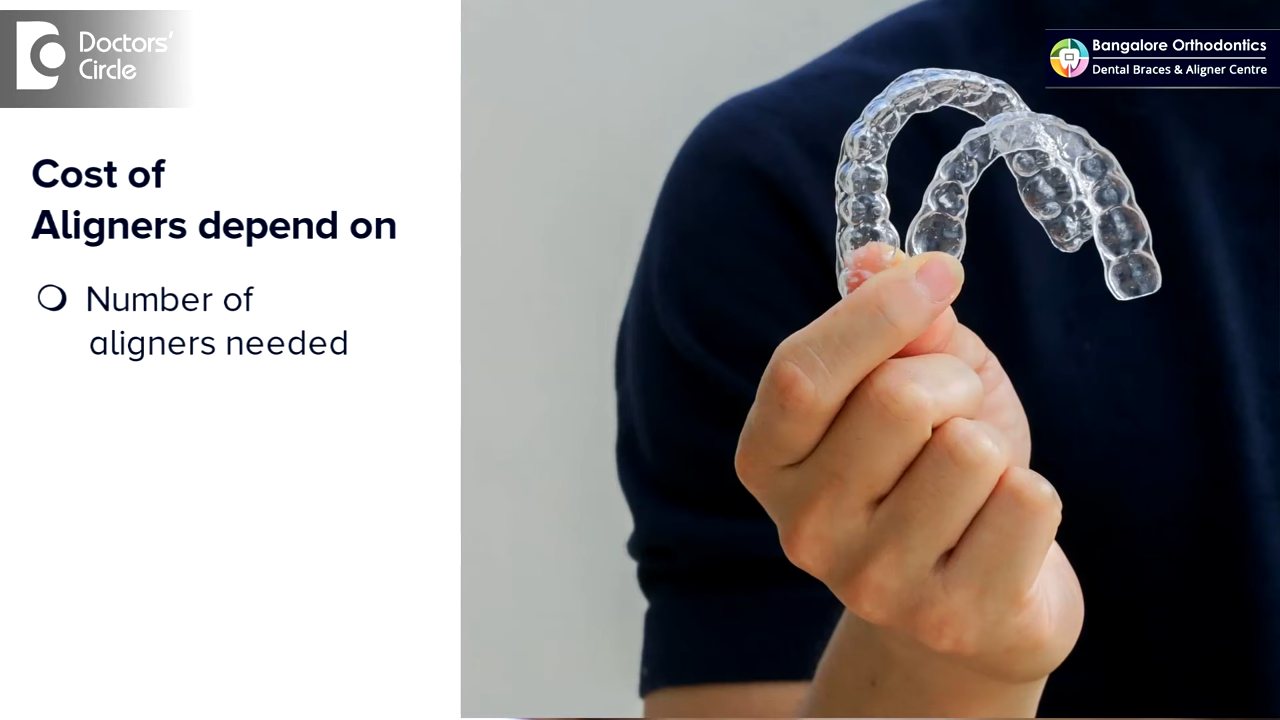 Doctors'
Circle
Bangalore Orthodontics
Dental Braces & Aligner Centre
Cost of
Aligners depend on
Number of
aligners needed